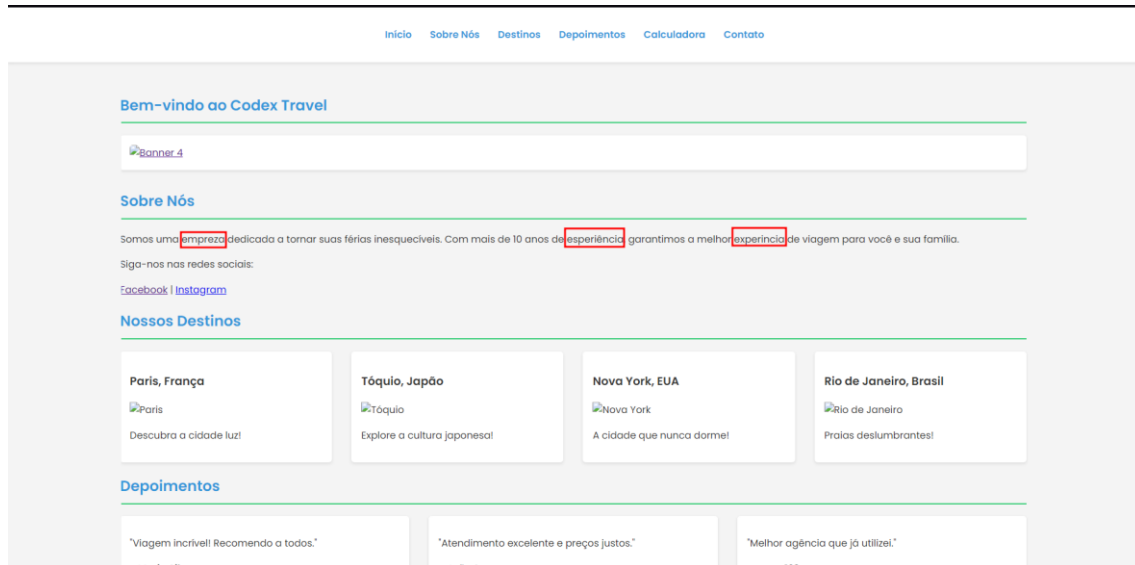 Início Sobre Nós Destinos Depoimentos Calculadora Contato
Bem-vindo ao Codex Travel
Banner 4
Sobre Nós
Somos uma empreza dedicada a tornar suas férias inesquecíveis. Com mais de 10 anos de esperiência garantimos a melhor experincia de viagem para você e sua família.
Siga-nos nas redes sociais:
Facebook | Instagram
Nossos Destinos
Paris, França Tóquio, Japão Nova York, EUA Rio de Janeiro, Brasil
Paris Tóquio Nova York Rio de Janeiro
Descubra a cidade luz! Explore a cultura japonesa! A cidade que nunca dorme! Praias deslumbrantes!
Depoimentos
"Viagem incrível! Recomendo a todos." "Atendimento excelente e preços justos." "Melhor agência que já utilizei."